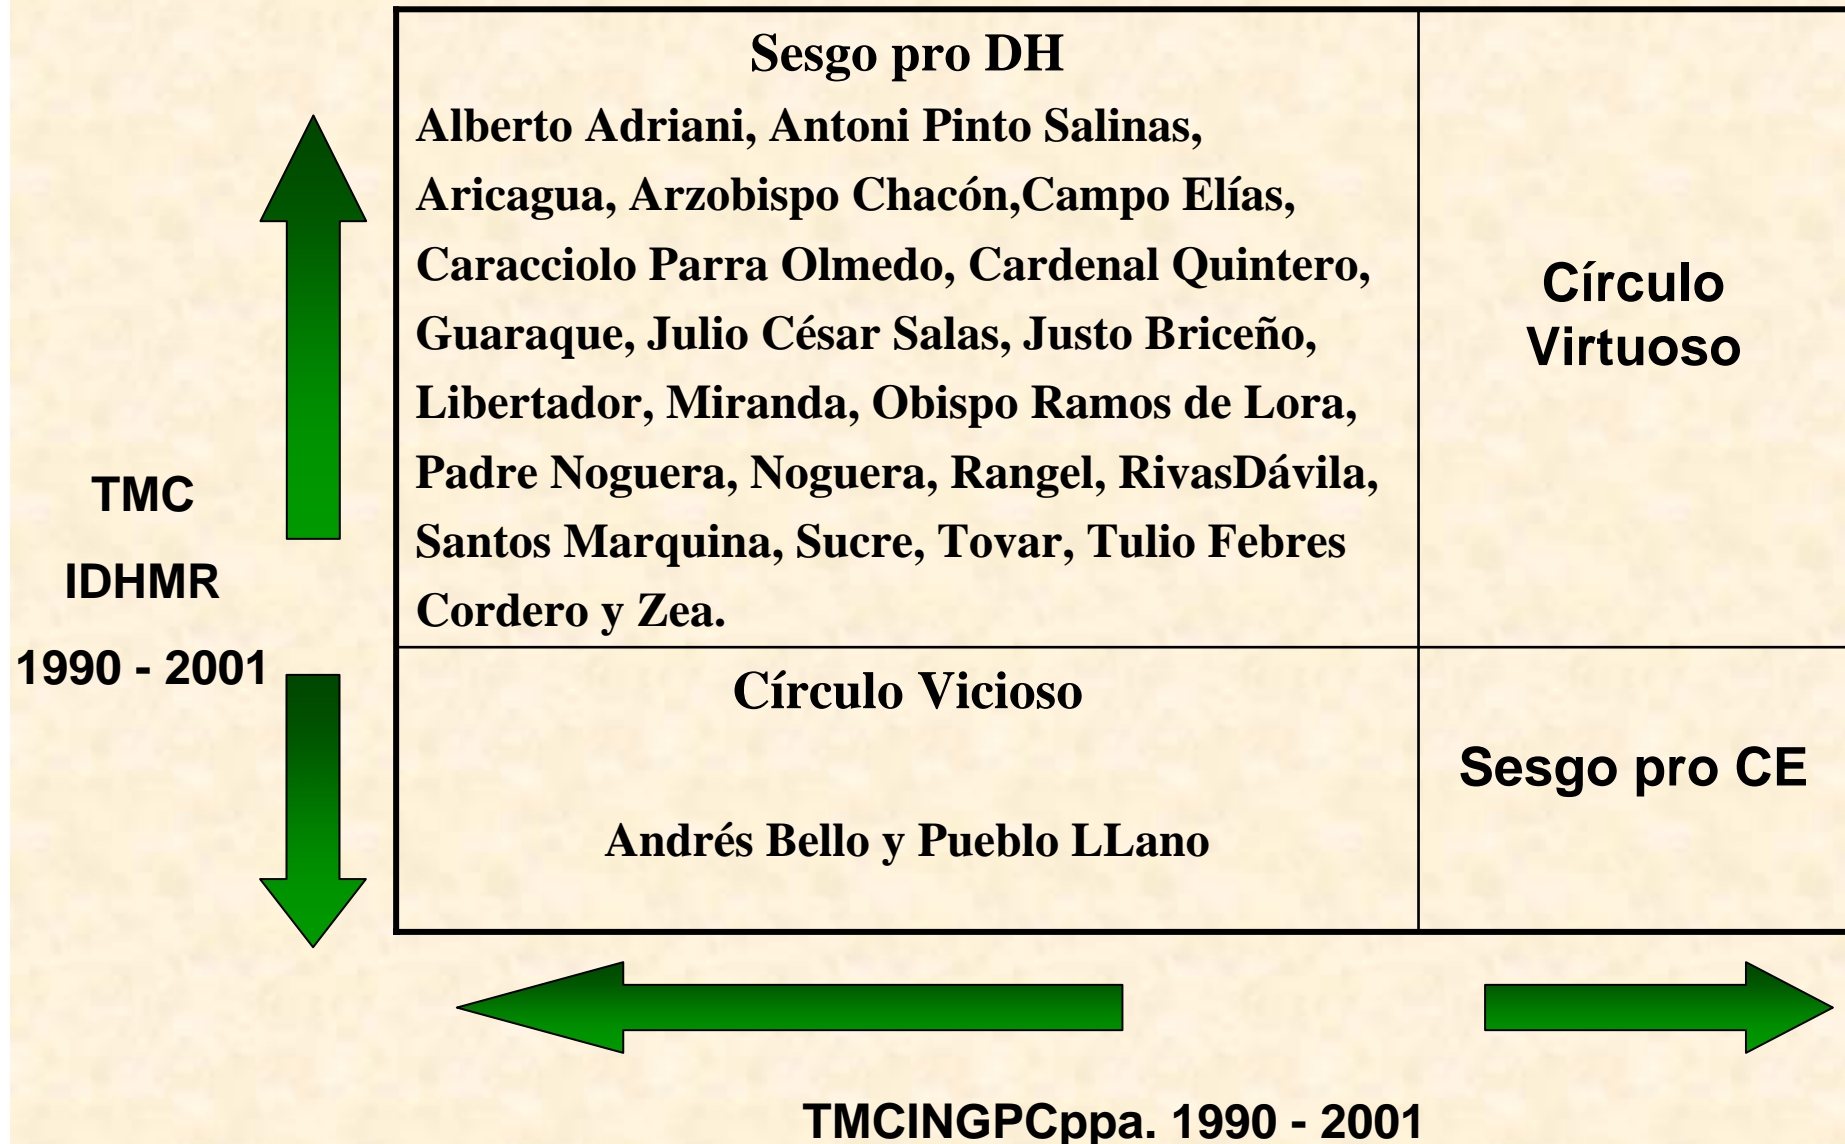 Sesgo pro DH
Alberto Adriani, Antoni Pinto Salinas,
Aricagua, Arzobispo Chacón,Campo Elías,
Caracciolo Parra Olmedo, Cardenal Quintero,
Guaraque, Julio César Salas, Justo Briceño,
Libertador, Miranda, Obispo Ramos de Lora,
Padre Noguera, Noguera, Rangel, RivasDávila,
Santos Marquina, Sucre, Tovar, Tulio Febres
Cordero y Zea.
Círculo
Virtuoso
TMC
IDHMR
1990 - 2001
Círculo Vicioso
Andrés Bello y Pueblo LLano
Sesgo pro CE
TMCINGPCppa. 1990 - 2001